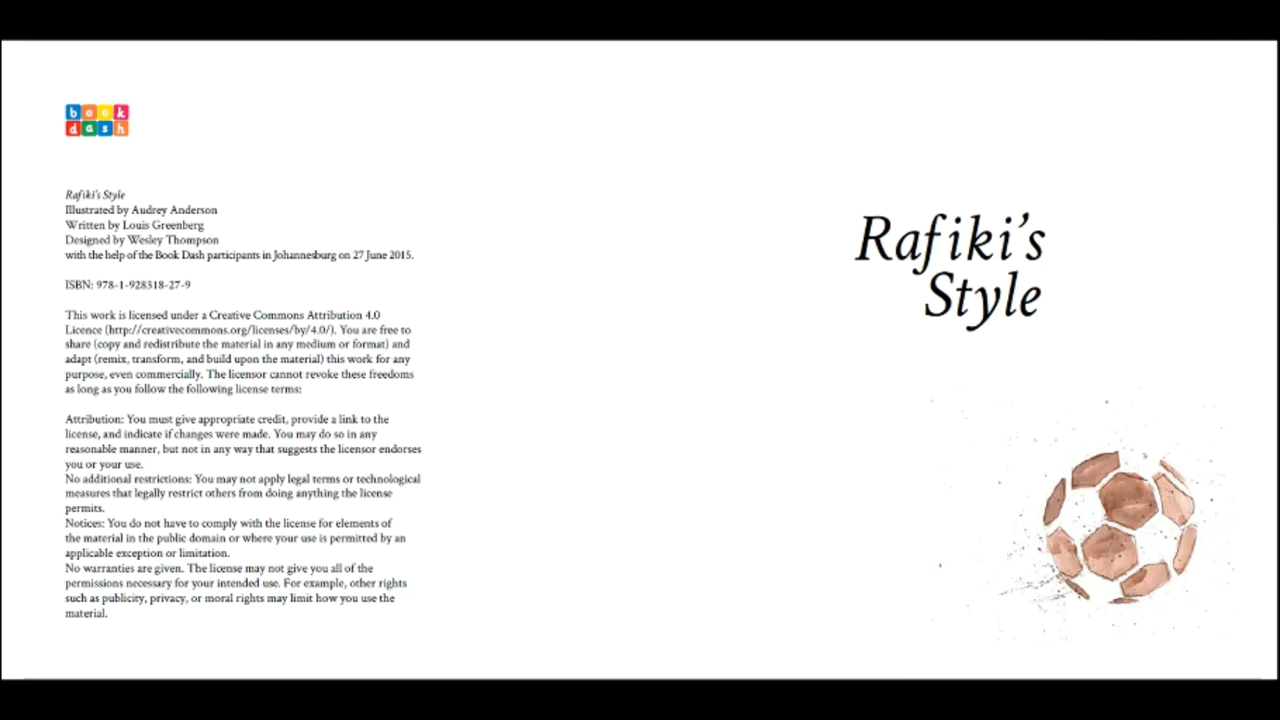 book
dash
Rafiki's Style
Illustrated by Audrey Anderson
Written by Louis Greenberg
Designed by Wesley Thompson
with the help of the Book Dash participants in Johannesburg on 27 June 2015.
ISBN: 978-1-928318-27-9
This work is licensed under a Creative Commons Attribution 4.0
Licence (http://creativecommons.org/licenses/by/4.0/). You are free to
share (copy and redistribute the material in any medium or format) and
adapt (remix, transform, and build upon the material) this work for any
purpose, even commercially. The licensor cannot revoke these freedoms
as long as you follow the following license terms:
Attribution: You must give appropriate credit, provide a link to the
license, and indicate if changes were made. You may do so in any
reasonable manner, but not in any way that suggests the licensor endorses
you or your use.
No additional restrictions: You may not apply legal terms or technological
measures that legally restrict others from doing anything the license
permits.
Notices: You do not have to comply with the license for elements of
the material in the public domain or where your use is permitted by an
applicable exception or limitation.
No warranties are given. The license may not give you all of the
permissions necessary for your intended use. For example, other rights
such as publicity, privacy, or moral rights may limit how you use the
material.
Rafiki's
Style